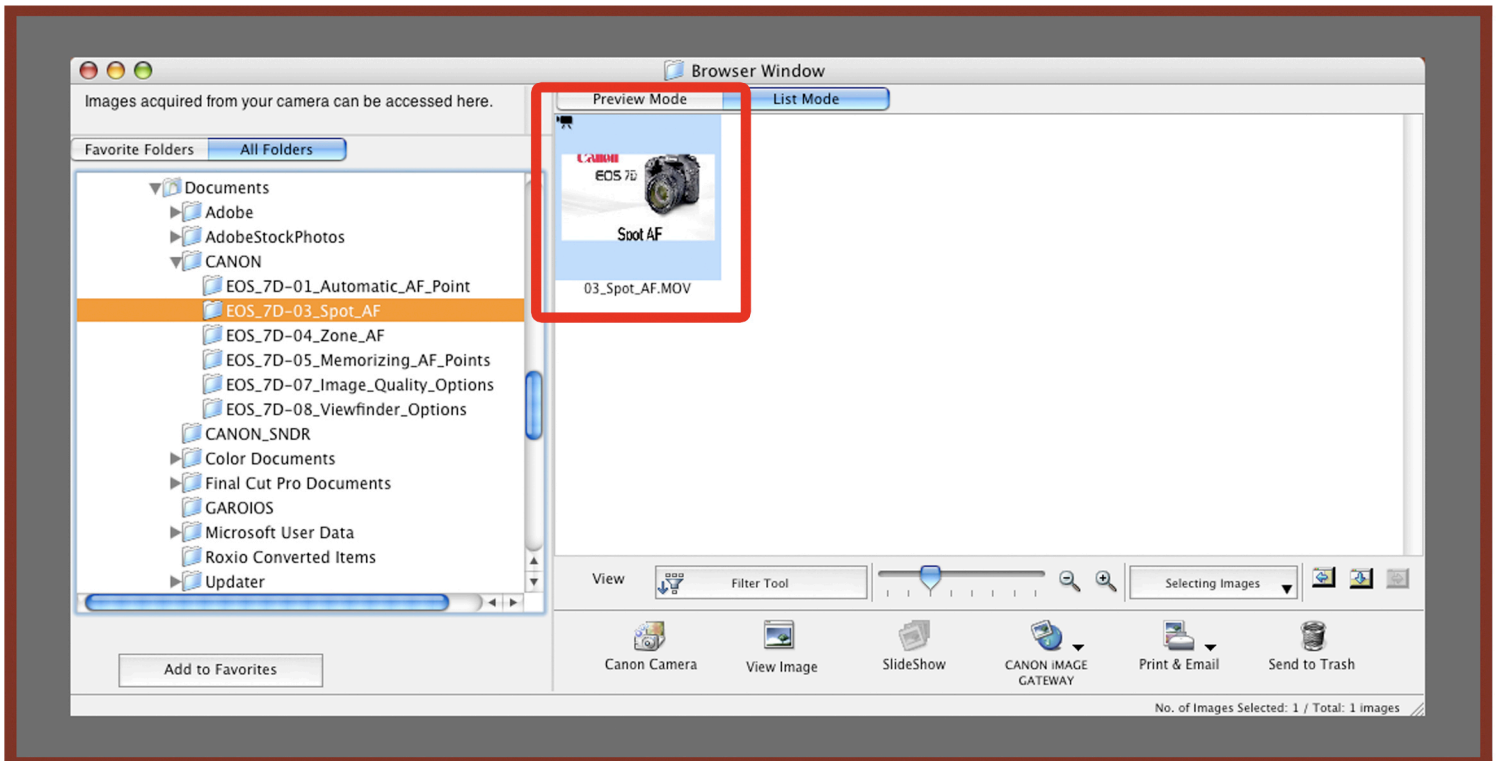 Browser Window
Images acquired from your camera can be accessed here.
Preview Mode
List Mode
Favorite Folders
All Folders
Documents
Adobe
AdobeStockPhotos
CANON
EOS_7D-01_Automatic_AF_Point
EOS_7D-03_Spot_AF
EOS_7D-04_Zone_AF
EOS_7D-05_Memorizing_AF_Points
EOS_7D-07_Image_Quality_Options
EOS_7D-08_Viewfinder_Options
CANON_SNDR
Color Documents
Final Cut Pro Documents
GAROIOS
Microsoft User Data
Roxio Converted Items
Updater
Add to Favorites
Canon
EOS 7D
Spot AF
03_Spot_AF.MOV
View
Filter Tool
Selecting Images
Canon Camera
View Image
SlideShow
CANON iMAGE
GATEWAY
Print & Email
Send to Trash
No. of Images Selected: 1 / Total: 1 images